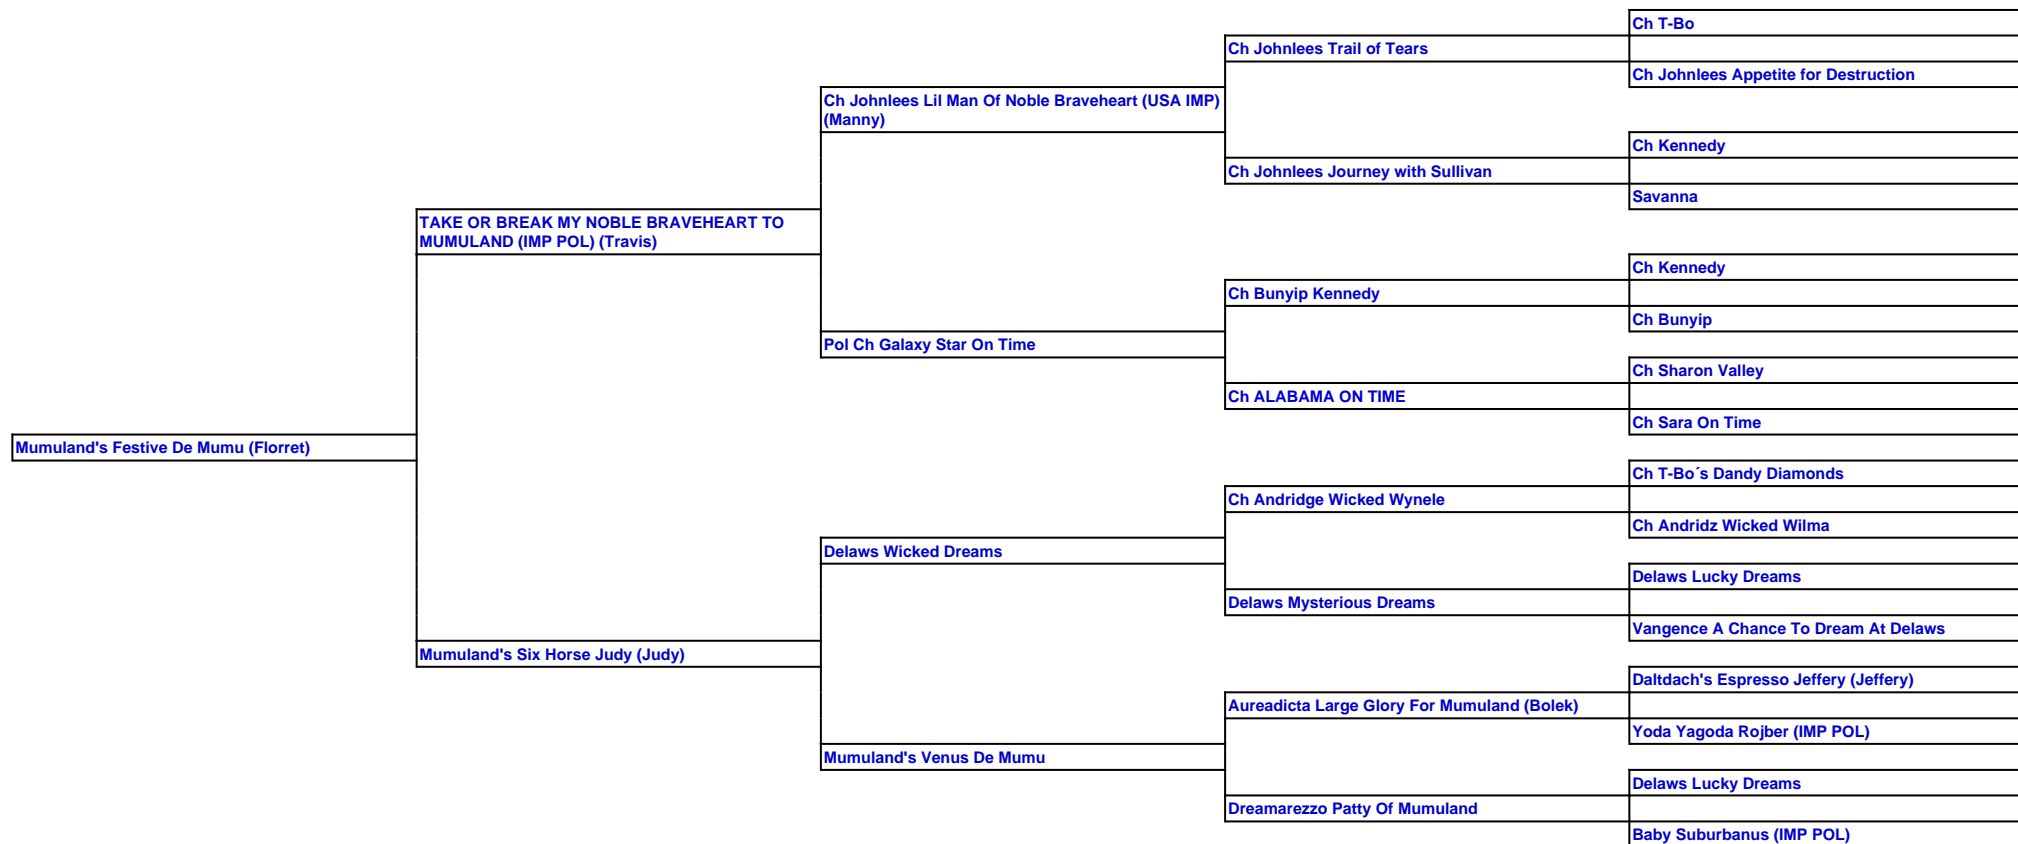 Ch T-Bo
Ch Johnlees Trail of Tears
Ch Johnlees Appetite for Destruction
Ch Johnlees Lil Man Of Noble Braveheart (USA IMP)
(Manny)
Ch Kennedy
Ch Johnlees Journey with Sullivan
Savanna
TAKE OR BREAK MY NOBLE BRAVEHEART TO
MUMULAND (IMP POL) (Travis)
Ch Kennedy
Ch Bunyip Kennedy
Ch Bunyip
Pol Ch Galaxy Star On Time
Ch Sharon Valley
Ch ALABAMA ON TIME
Ch Sara On Time
Mumuland's Festive De Mumu (Florret)
Ch T-Bo´s Dandy Diamonds
Ch Andridge Wicked Wynele
Ch Andridz Wicked Wilma
Delaws Wicked Dreams
Delaws Lucky Dreams
Delaws Mysterious Dreams
Vangence A Chance To Dream At Delaws
Mumuland's Six Horse Judy (Judy)
Daltdach's Espresso Jeffery (Jeffery)
Aureadicta Large Glory For Mumuland (Bolek)
Yoda Yagoda Rojber (IMP POL)
Mumuland's Venus De Mumu
Delaws Lucky Dreams
Dreamarezzo Patty Of Mumuland
Baby Suburbanus (IMP POL)